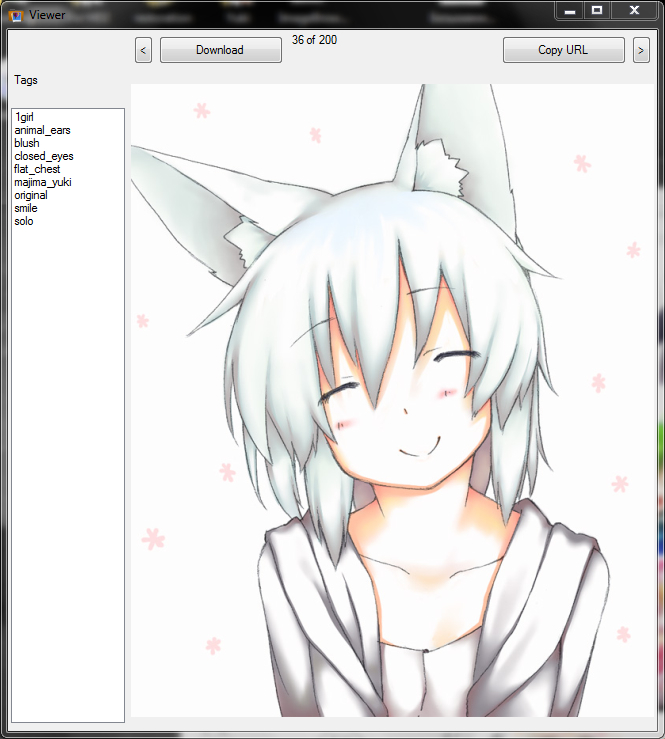 Viewer
<
Download
36 of 200
Copy URL
>
Tags
1girl
animal_ears
blush
closed_eyes
flat_chest
majima_yuki
original
smile
solo